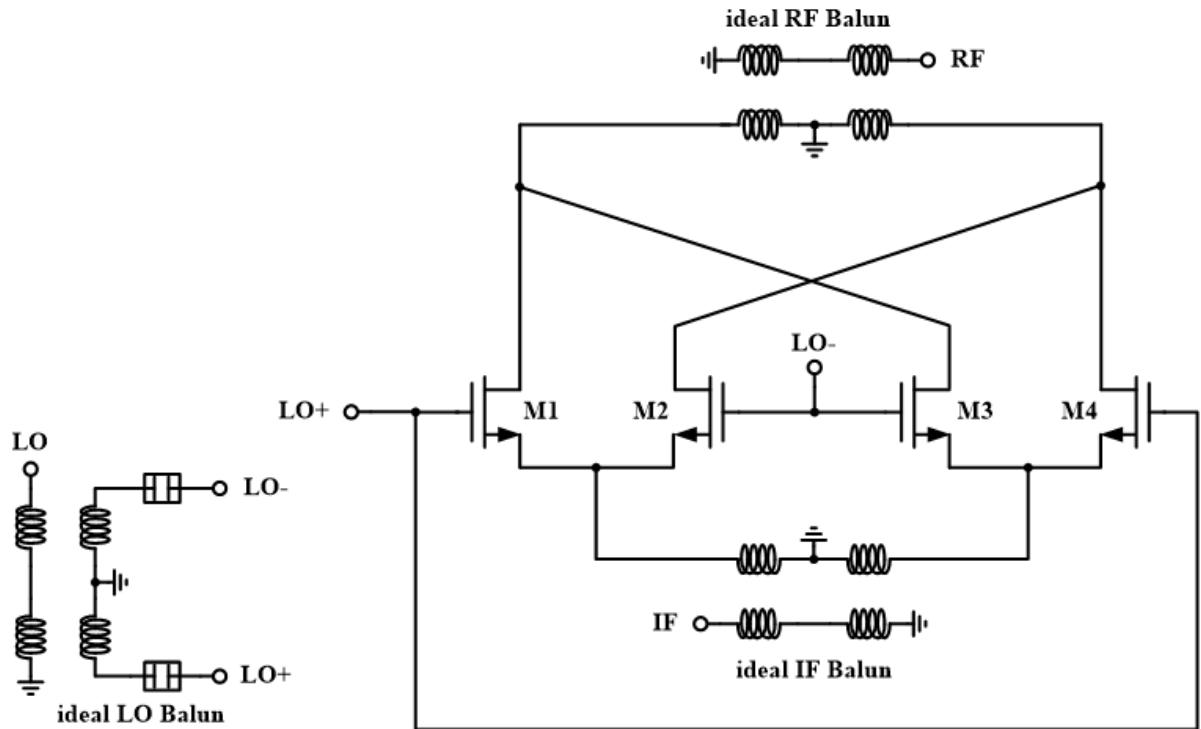 ideal RF Balun
RF
LO-
LO+
M1
M2
M3
M4
LO
LO-
IF
LO+
ideal IF Balun
ideal LO Balun